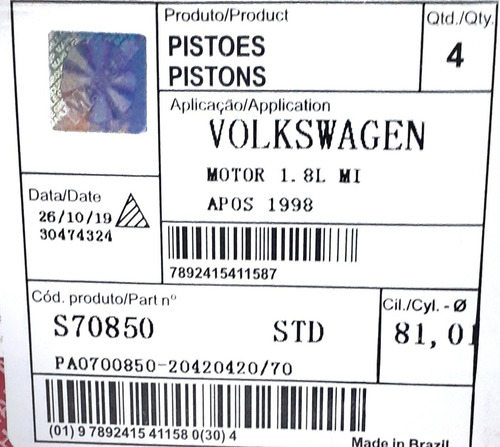 Produto/Product
PISTOES
PISTONS
Qtd./Qty.
4
Aplicação/Application
VOLKSWAGEN
MOTOR 1.8L MI
APOS 1998
Data/Date
26/10/19
30474324
7892415411587
Cód. produto/Part nº
S70850
STD
PA0700850-20420420/70
Cil./Cyl. - Ø
81,01
(01) 9 7892415 41158 0(30) 4
Made in Brazil